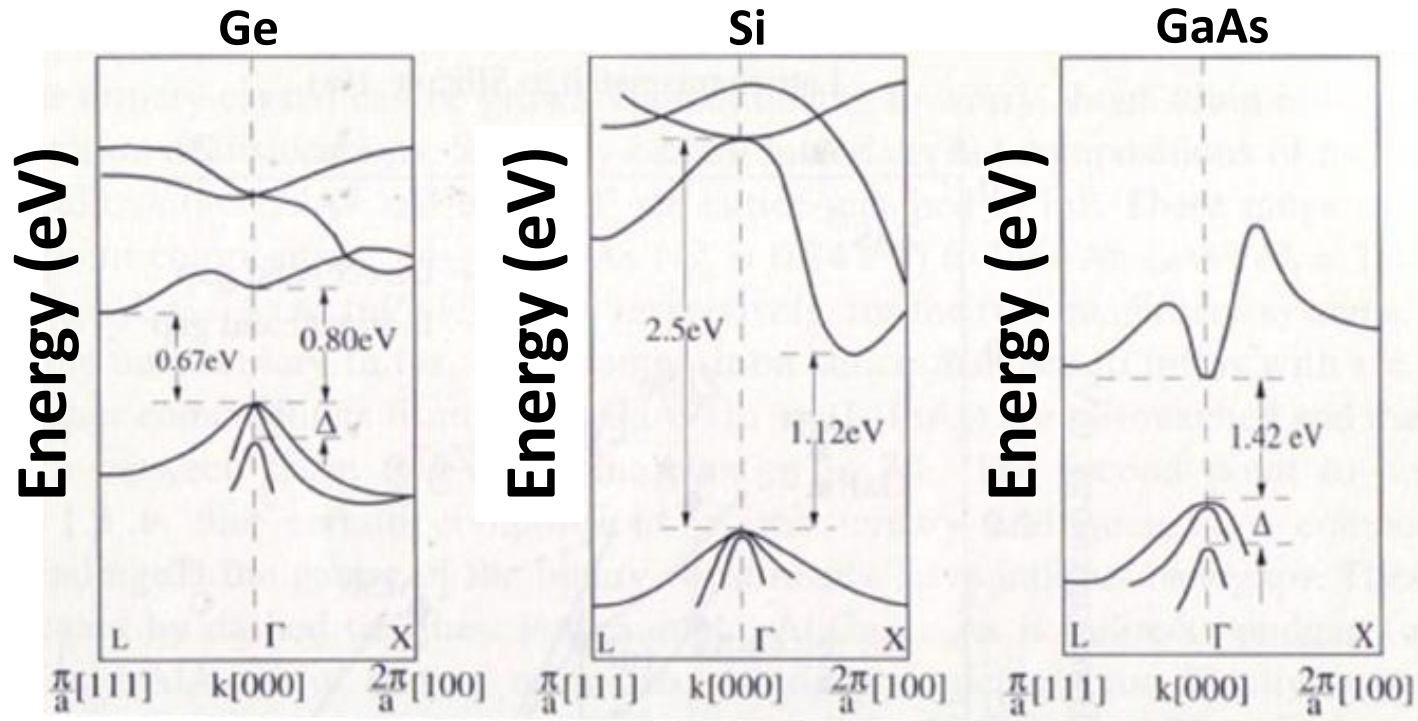 Ge
Si
GaAs
Energy (eV)
Energy (eV)
Energy (eV)
0.67eV
0.80eV
Δ
2.5eV
1.12eV
1.42 eV
Δ
L Γ X
L Γ X
L Γ X
π/a[111] k[000] 2π/a[100]
π/a[111] k[000] 2π/a[100]
π/a[111] k[000] 2π/a[100]